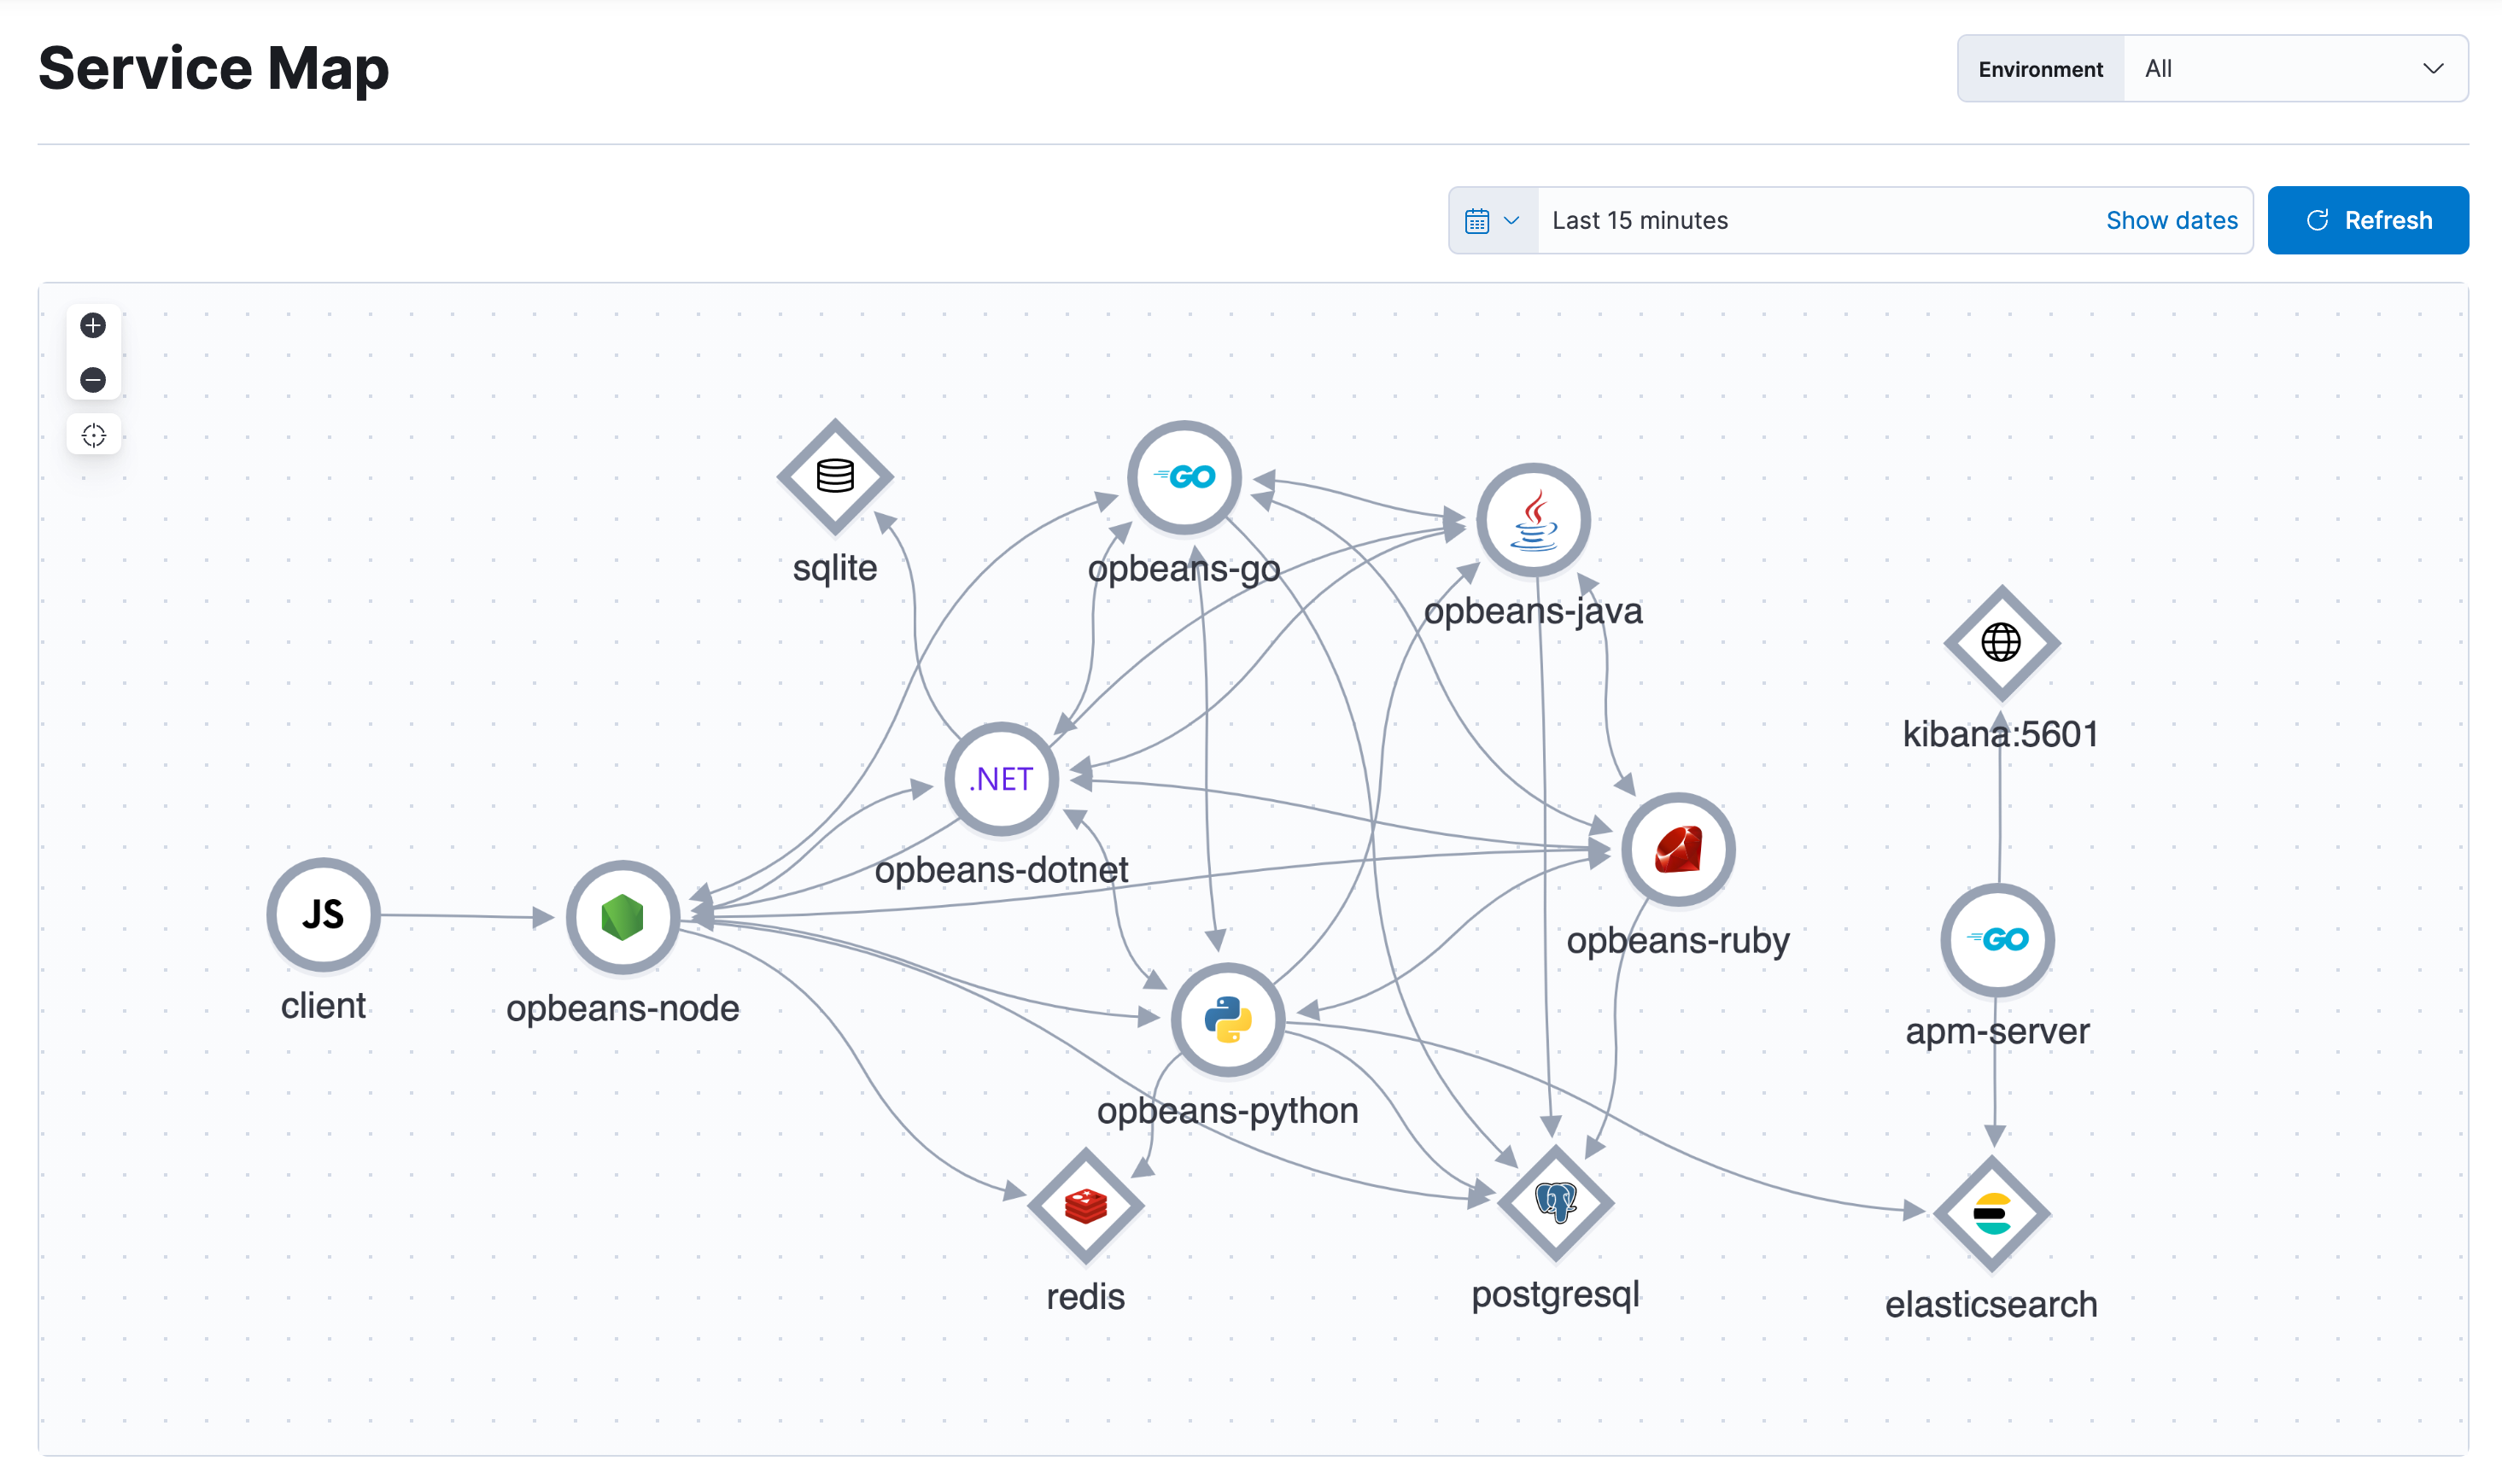 Service Map
Environment All
Last 15 minutes Show dates Refresh
GO
sqlite
opbeans-go
opbeans-java
kibana:5601
.NET
opbeans-dotnet
JS
client
opbeans-node
opbeans-ruby
GO
apm-server
opbeans-python
redis
postgresql
elasticsearch